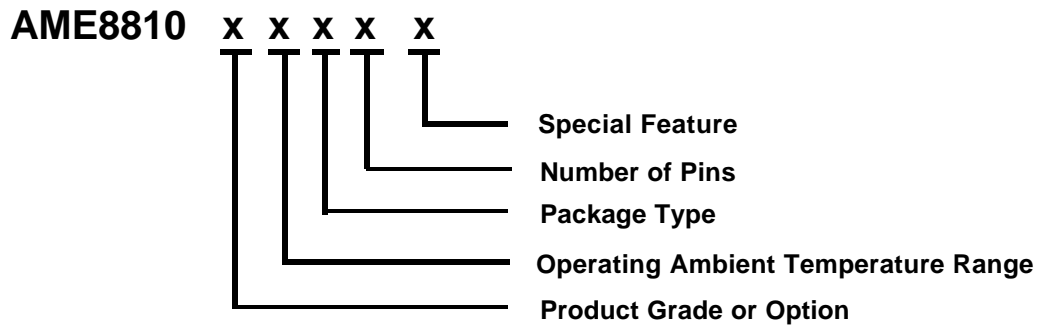 AME8810 x x x x x
Special Feature
Number of Pins
Package Type
Operating Ambient Temperature Range
Product Grade or Option